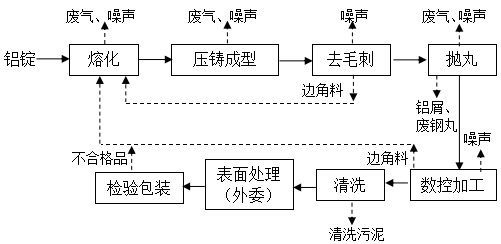 废气、噪声
废气、噪声
噪声
废气、噪声
铝锭
熔化
压铸成型
去毛刺
抛丸
边角料
铝屑、
废钢丸
噪声
不合格品
边角料
检验包装
表面处理
（外委）
清洗
数控加工
清洗污泥